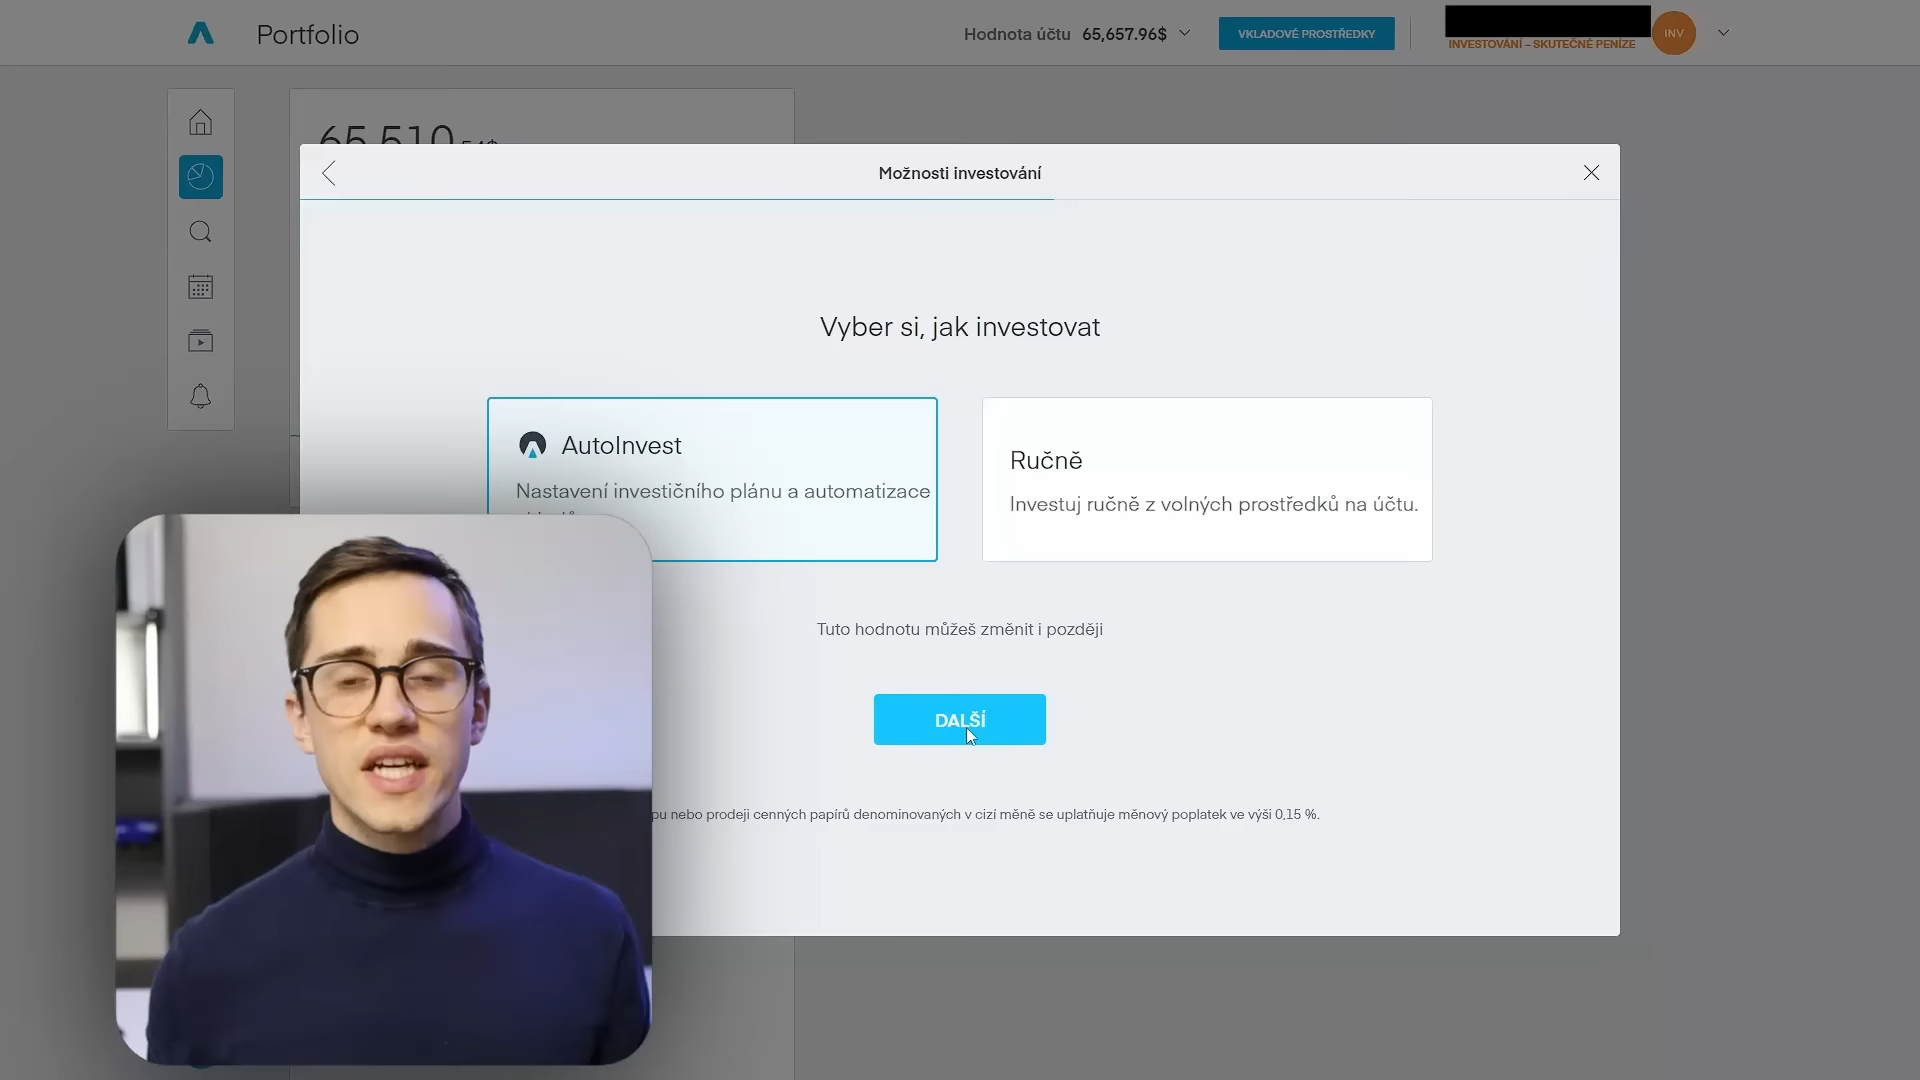 Portfolio
Hodnota účtu 65,657.96$
VKLADOVÉ PROSTŘEDKY
INVESTOVÁNÍ – SKUTEČNÉ PENÍZE
INV
65 510
Možnosti investování
Vyber si, jak investovat
AutoInvest
Nastavení investičního plánu a automatizace
Ručně
Investuj ručně z volných prostředků na účtu.
Tuto hodnotu můžeš změnit i později
DALŠÍ
nebo prodeji cenných papírů denominovaných v cizí měně se uplatňuje měnový poplatek ve výši 0,15 %.